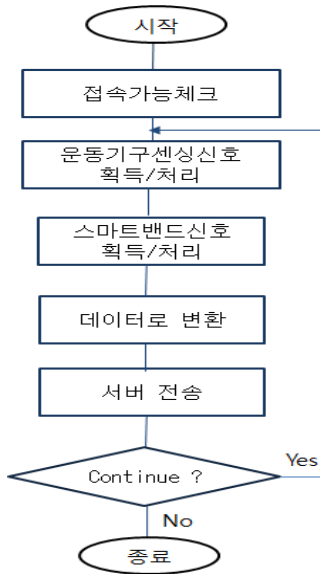 시작
접속가능체크
운동기구센싱신호
획득/처리
스마트밴드신호
획득/처리
데이터로 변환
서버 전송
Continue ?
Yes
No
종료